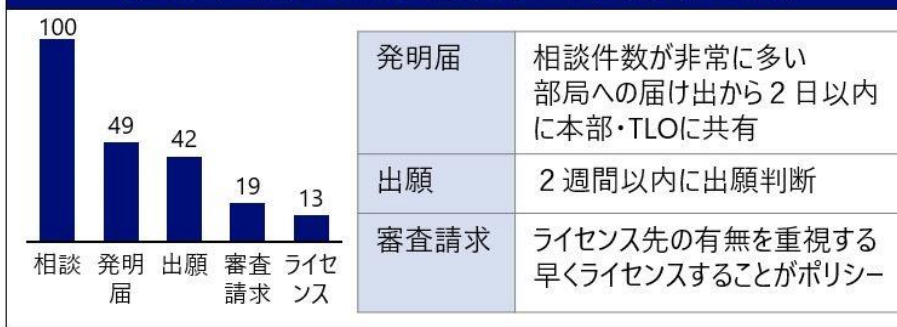 100
49
42
19
13
相談
発明
届
出願
審査
請求
ライセ
ンス
発明届
相談件数が非常に多い
部局への届け出から2日以内
に本部・TLOに共有
出願
2週間以内に出願判断
審査請求
ライセンス先の有無を重視する
早くライセンスすることがポリシー